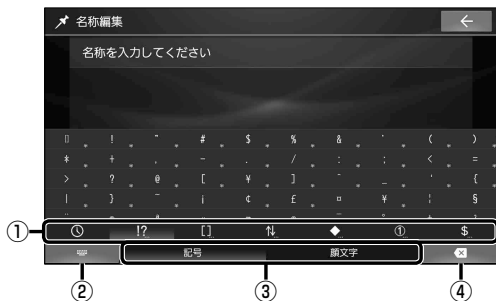 名称編集
名称を入力してください
! " # $ % & ' ( )
* + , - . / : ; < =
> ? @ [ ¥ ] ^ _ ' {
| } ~ ¡ ¢ £ ¤ ¥ ¦ §
① !? [ ] ⇅ ◆ ① $
記号 顔文字
② ③ ④